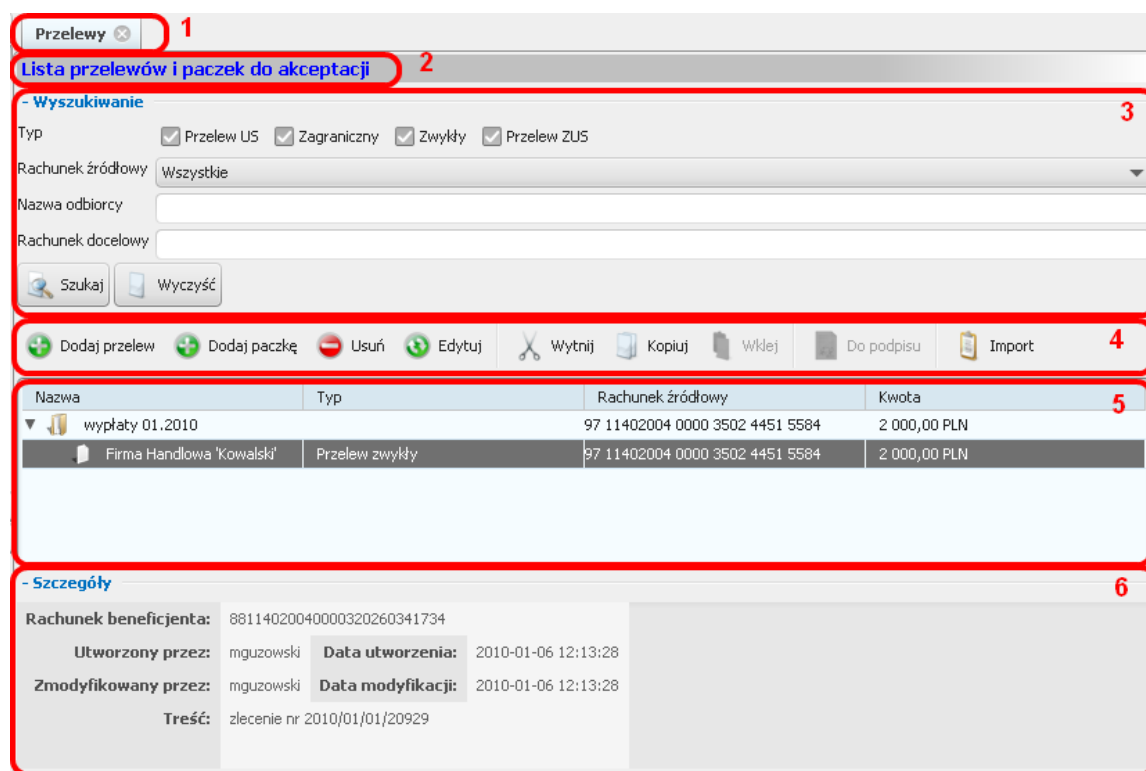 Przelewy 1
Lista przelewów i paczek do akceptacji 2
- Wyszukiwanie 3
Typ Przelew US Zagraniczny Zwykły Przelew ZUS
Rachunek źródłowy Wszystkie
Nazwa odbiorcy
Rachunek docelowy
Szukaj Wyczyść
Dodaj przelew Dodaj paczkę Usuń Edytuj Wytnij Kopiuj Wklej Do podpisu Import 4
Nazwa Typ Rachunek źródłowy Kwota 5
wypłaty 01.2010 97 11402004 0000 3502 4451 5584 2 000,00 PLN
Firma Handlowa 'Kowalski' Przelew zwykły 97 11402004 0000 3502 4451 5584 2 000,00 PLN
- Szczegóły 6
Rachunek beneficjenta: 88114020040000320260341734
Utworzony przez: mguzowski Data utworzenia: 2010-01-06 12:13:28
Zmodyfikowany przez: mguzowski Data modyfikacji: 2010-01-06 12:13:28
Treść: zlecenie nr 2010/01/01/20929